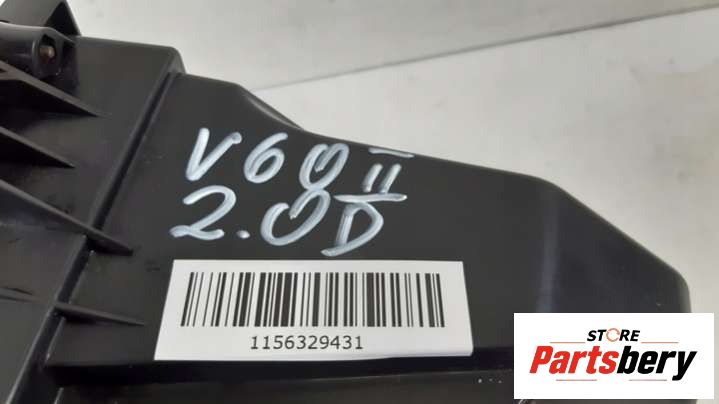 V60 II
2.0D
1156329431
STORE
Partsbery